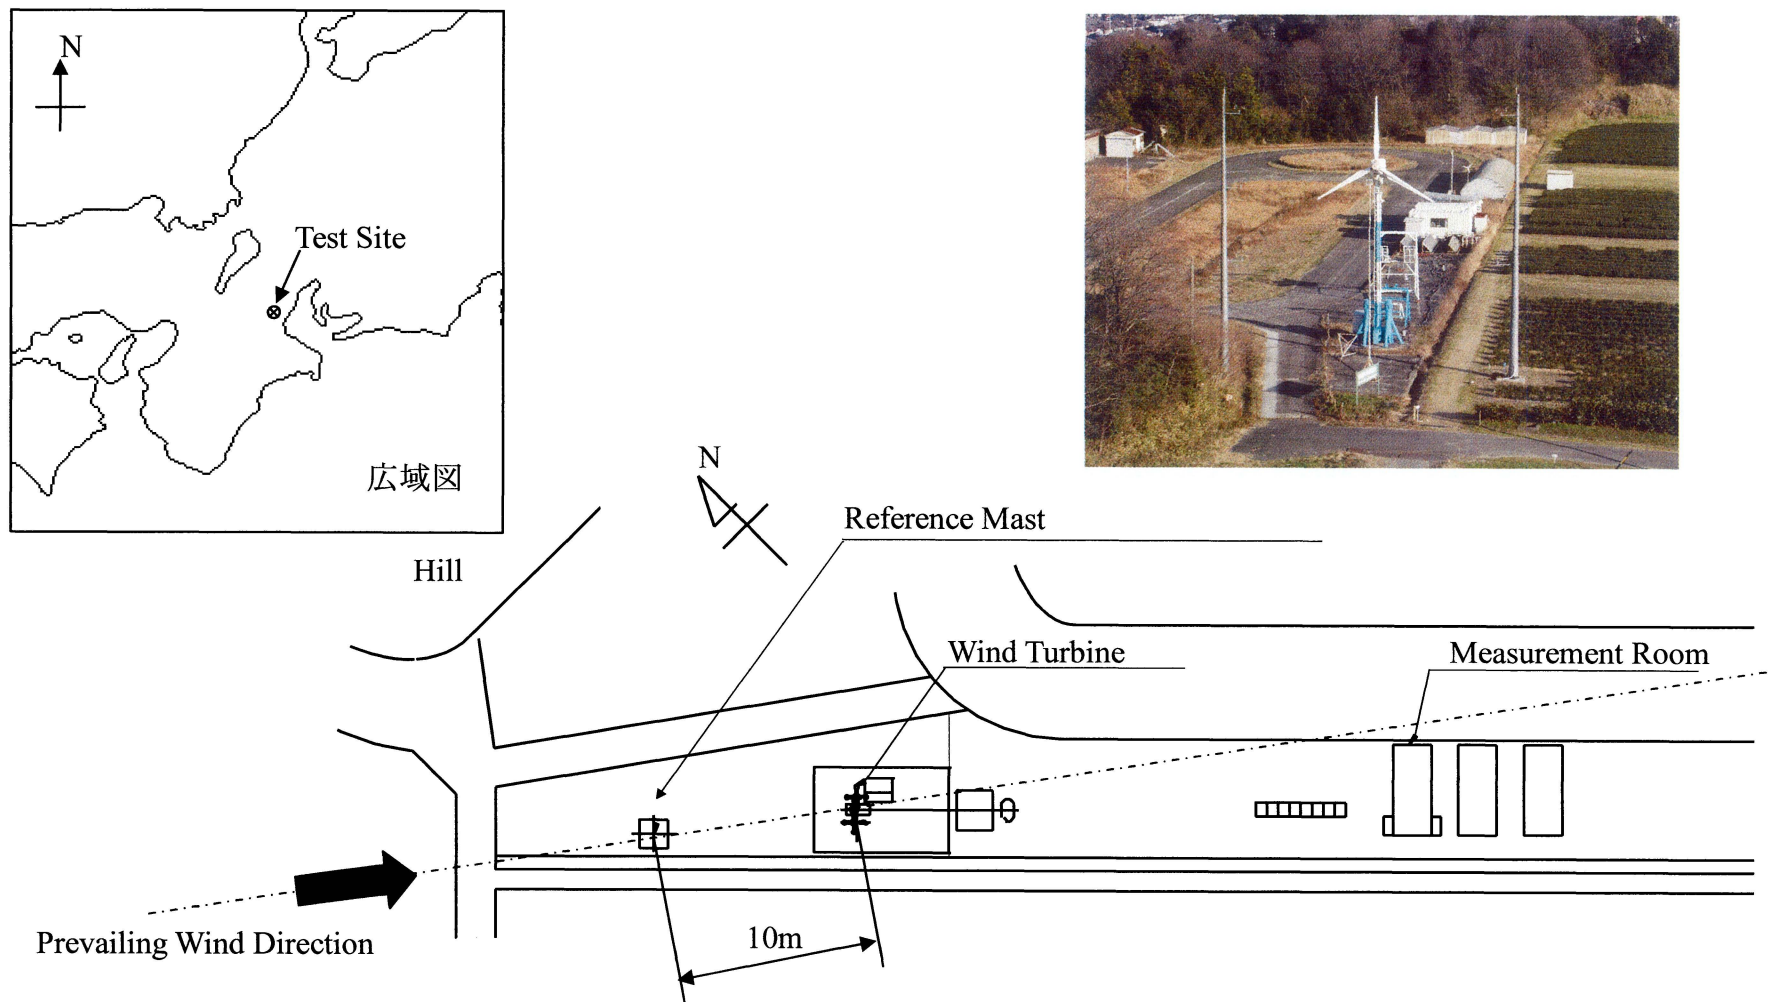 N
Test Site
広域図
N
Reference Mast
Hill
Wind Turbine
Measurement Room
10m
Prevailing Wind Direction